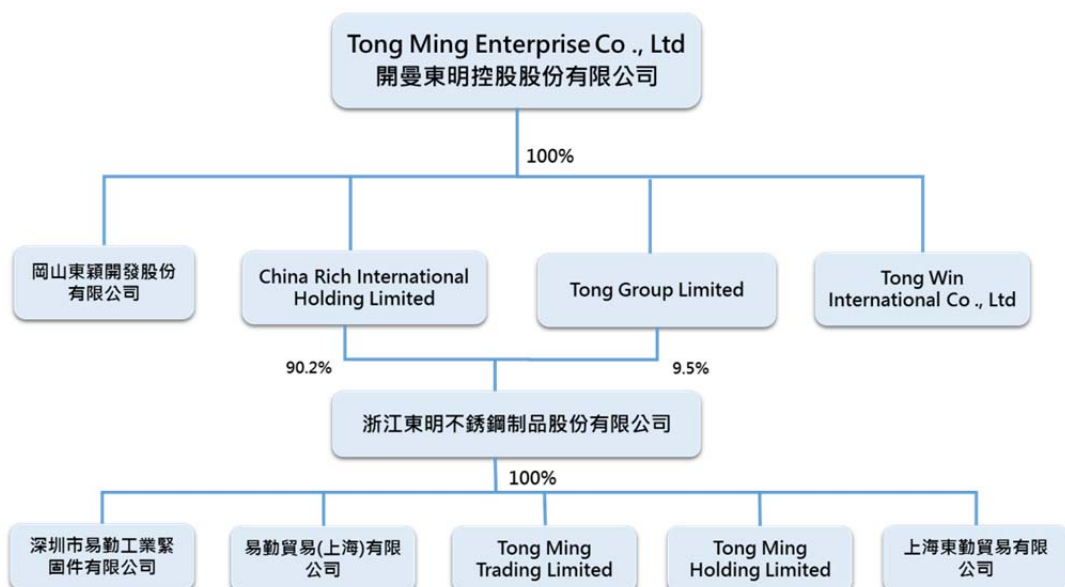 Tong Ming Enterprise Co ., Ltd
開曼東明控股股份有限公司
100%
岡山東穎開發股份
有限公司
China Rich International
Holding Limited
Tong Group Limited
Tong Win
International Co ., Ltd
90.2%
9.5%
浙江東明不銹鋼制品股份有限公司
100%
深圳市易勤工業緊
固件有限公司
易勤貿易(上海)有限
公司
Tong Ming
Trading Limited
Tong Ming
Holding Limited
上海東勤貿易有限公
司